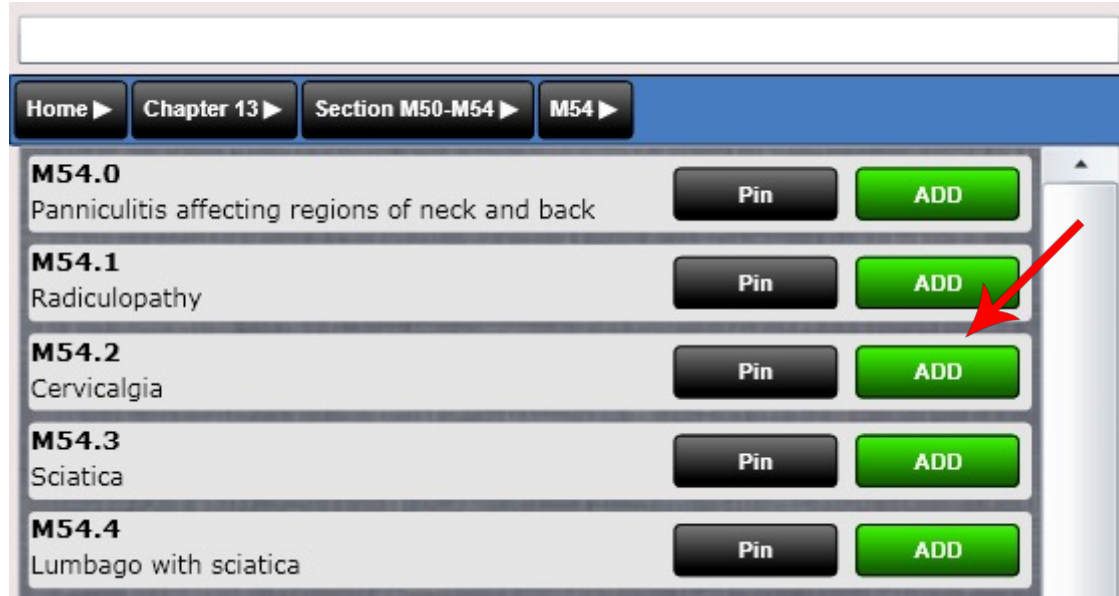 Home ▶ Chapter 13 ▶ Section M50-M54 ▶ M54 ▶
M54.0
Panniculitis affecting regions of neck and back
Pin ADD
M54.1
Radiculopathy
Pin ADD
M54.2
Cervicalgia
Pin ADD
M54.3
Sciatica
Pin ADD
M54.4
Lumbago with sciatica
Pin ADD